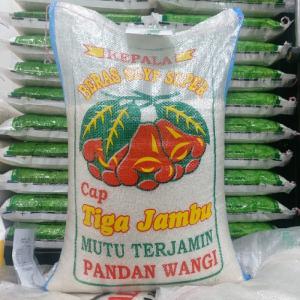 KEPALA
BERAS SLYP SUPER
Cap
Tiga Jambu
MUTU TERJAMIN
PANDAN WANGI